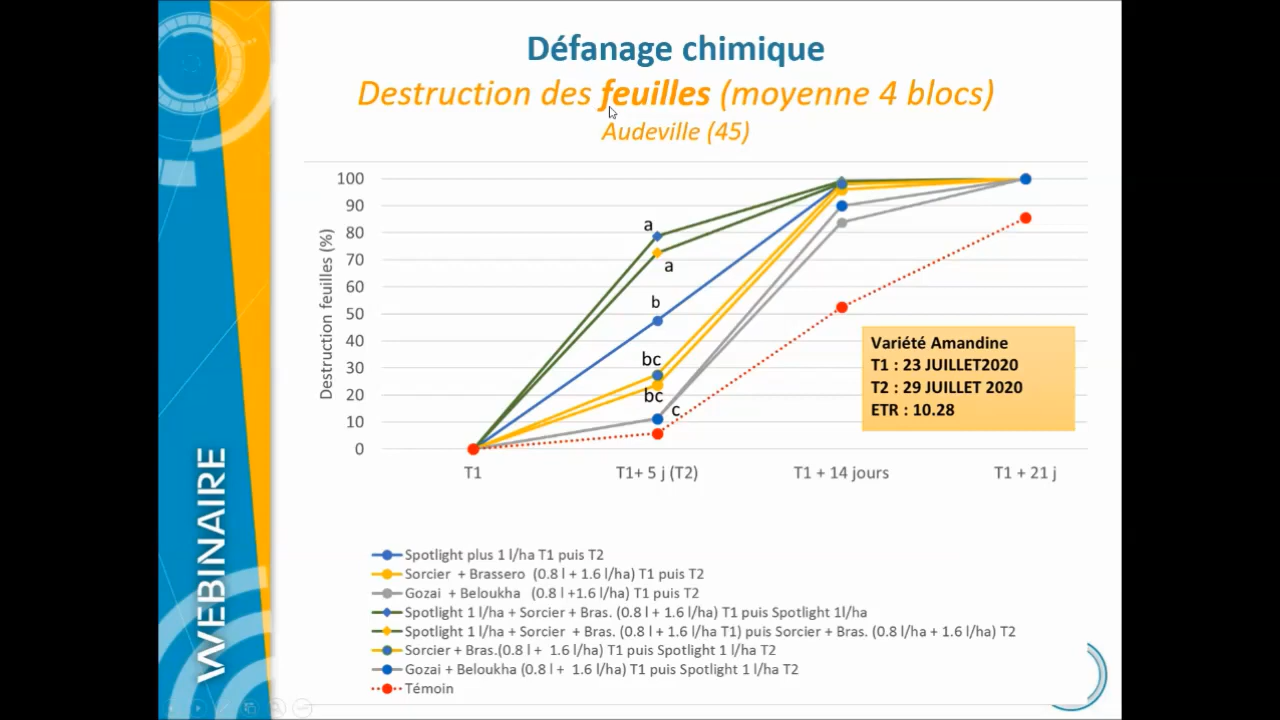 Défanage chimique
Destruction des feuilles (moyenne 4 blocs)
Audeville (45)
100
90
80
70
60
50
40
30
20
10
0
Destruction feuilles (%)
a
a
b
bc
bc
c
Variété Amandine
T1 : 23 JUILLET2020
T2 : 29 JUILLET 2020
ETR : 10.28
T1
T1+ 5 j (T2)
T1 + 14 jours
T1 + 21 j
Spotlight plus 1 l/ha T1 puis T2
Sorcier + Brassero (0.8 l + 1.6 l/ha) T1 puis T2
Gozai + Beloukha (0.8 l +1.6 l/ha) T1 puis T2
Spotlight 1 l/ha + Sorcier + Bras. (0.8 l + 1.6 l/ha) T1 puis Spotlight 1l/ha
Spotlight 1 l/ha + Sorcier + Bras. (0.8 l + 1.6 l/ha T1) puis Sorcier + Bras. (0.8 l/ha + 1.6 l/ha) T2
Sorcier + Bras.(0.8 l + 1.6 l/ha) T1 puis Spotlight 1 l/ha T2
Gozai + Beloukha (0.8 l + 1.6 l/ha) T1 puis Spotlight 1 l/ha T2
Témoin
WEBINAIRE